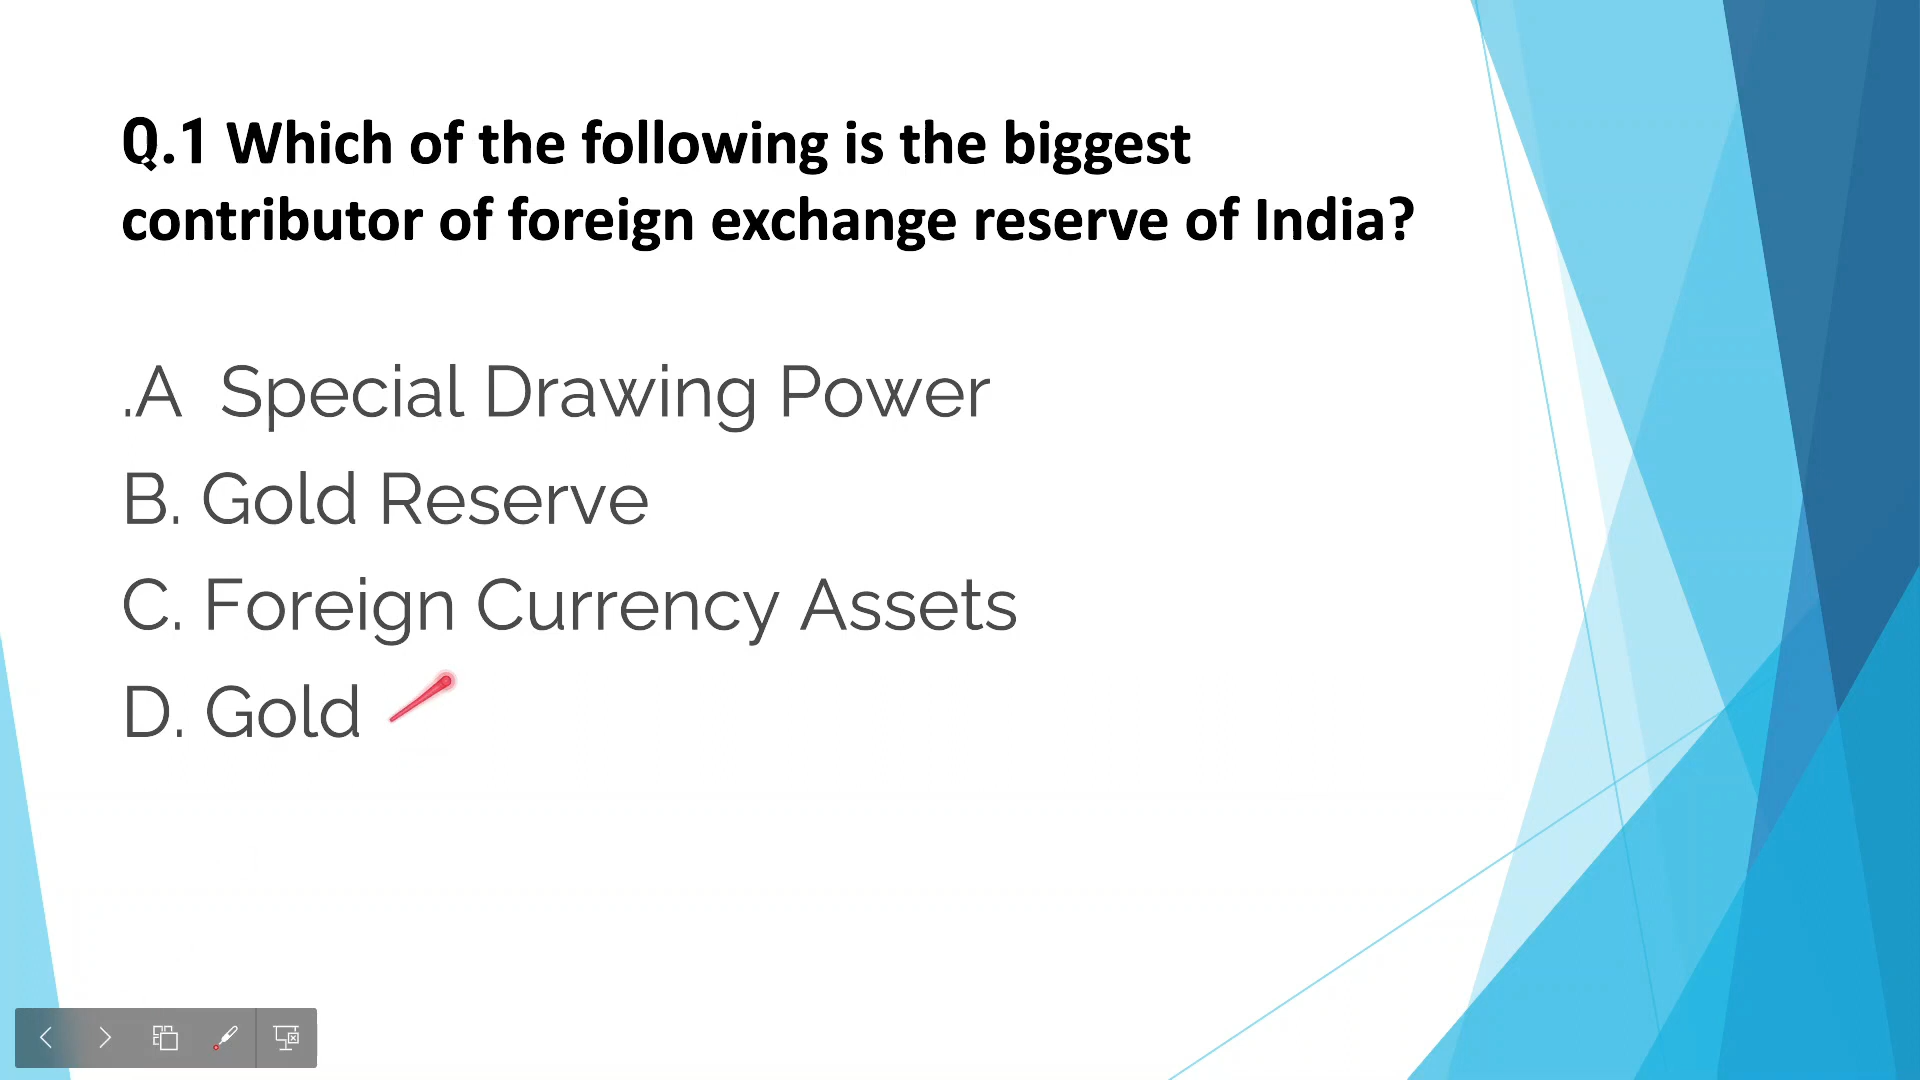 Q.1 Which of the following is the biggest
contributor of foreign exchange reserve of India?
.A Special Drawing Power
B. Gold Reserve
C. Foreign Currency Assets
D. Gold